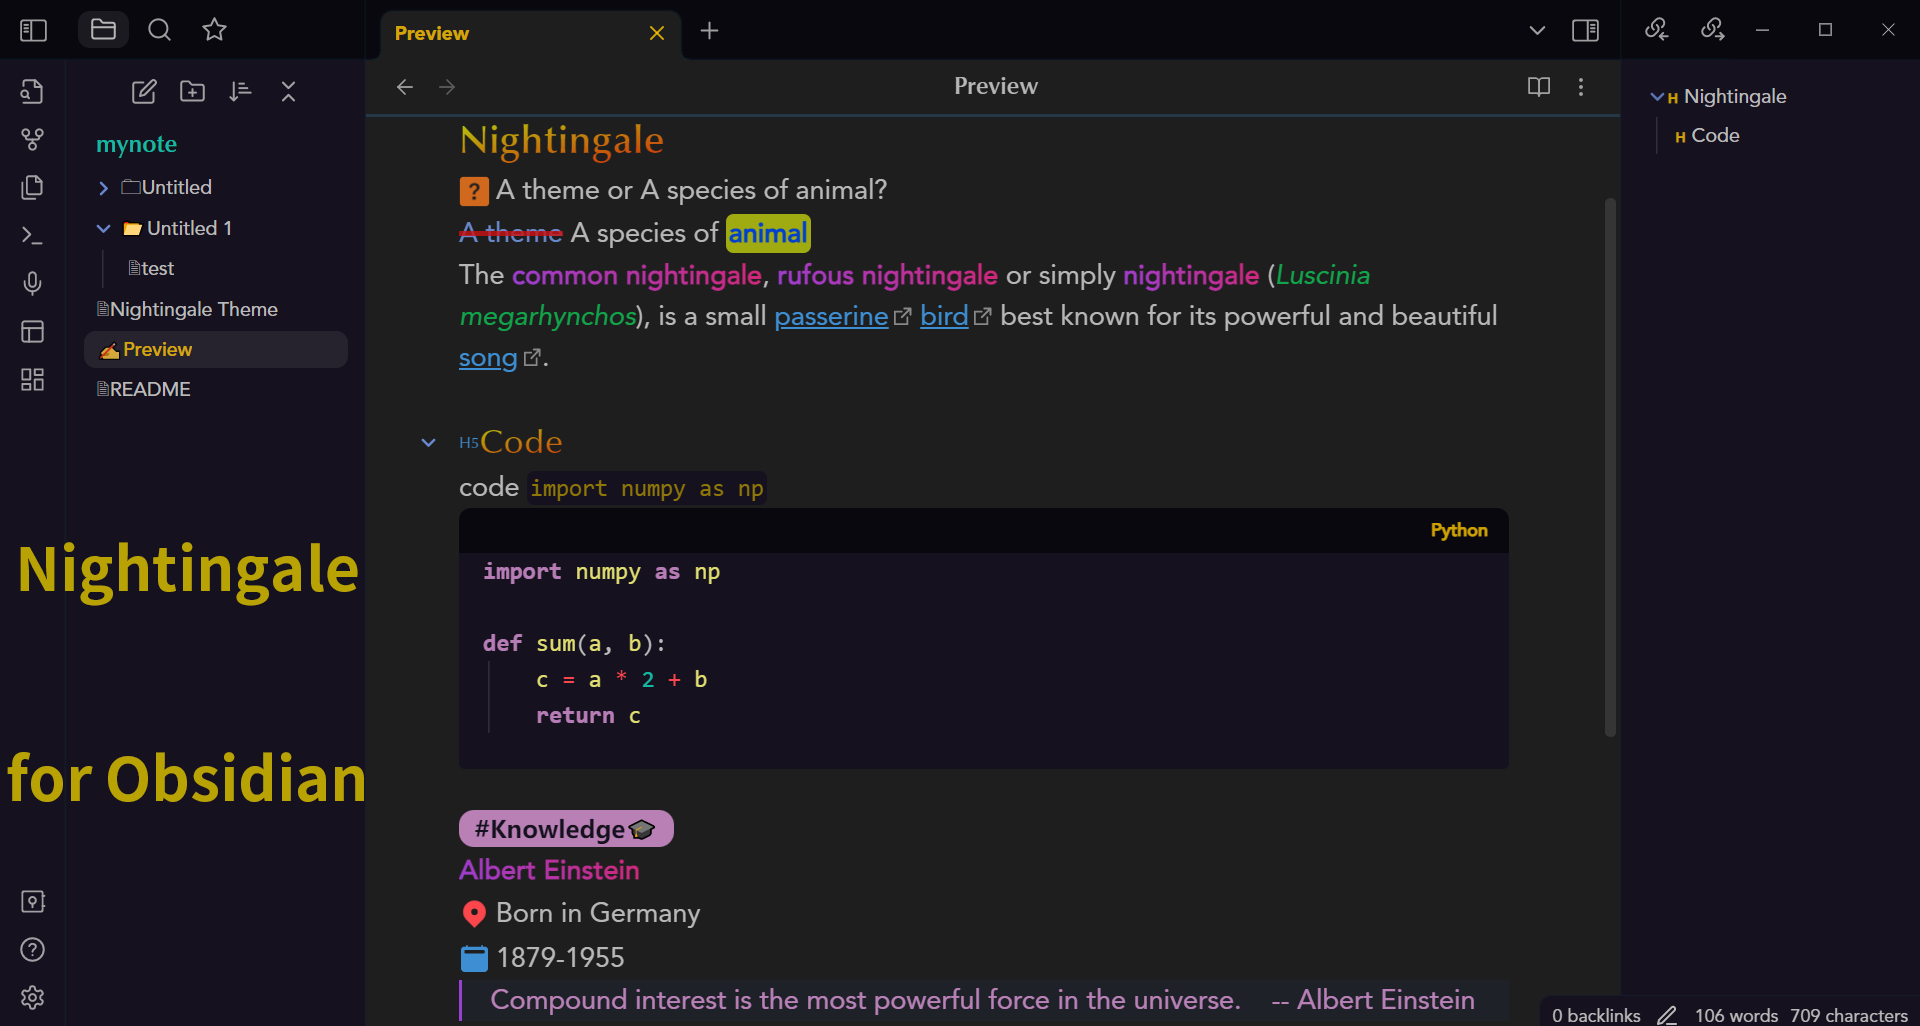 Preview
Preview
mynote
Untitled
Untitled 1
test
Nightingale Theme
Preview
README
Nightingale
for Obsidian
Nightingale
? A theme or A species of animal?
A theme A species of animal
The common nightingale, rufous nightingale or simply nightingale (Luscinia
megarhynchos), is a small passerine bird best known for its powerful and beautiful
song.
H5 Code
code import numpy as np
Python
import numpy as np
def sum(a, b):
    c = a * 2 + b
    return c
#Knowledge🎓
Albert Einstein
📍 Born in Germany
1879-1955
Compound interest is the most powerful force in the universe. -- Albert Einstein
H Nightingale
H Code
0 backlinks 106 words 709 characters